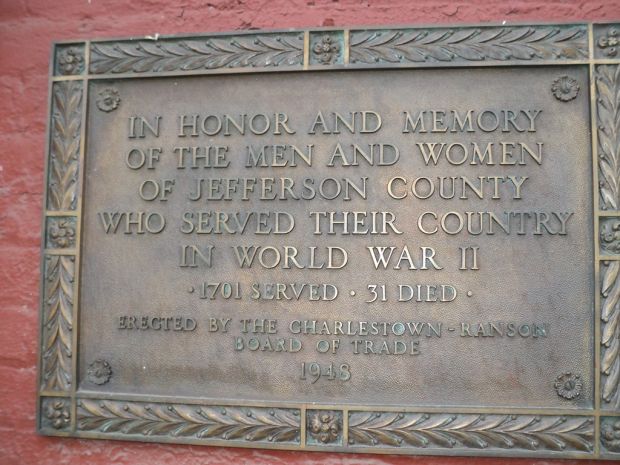 IN HONOR AND MEMORY
OF THE MEN AND WOMEN
OF JEFFERSON COUNTY
WHO SERVED THEIR COUNTRY
IN WORLD WAR II
· 1701 SERVED · 31 DIED ·
ERECTED BY THE CHARLESTOWN-RANSON
BOARD OF TRADE
1948